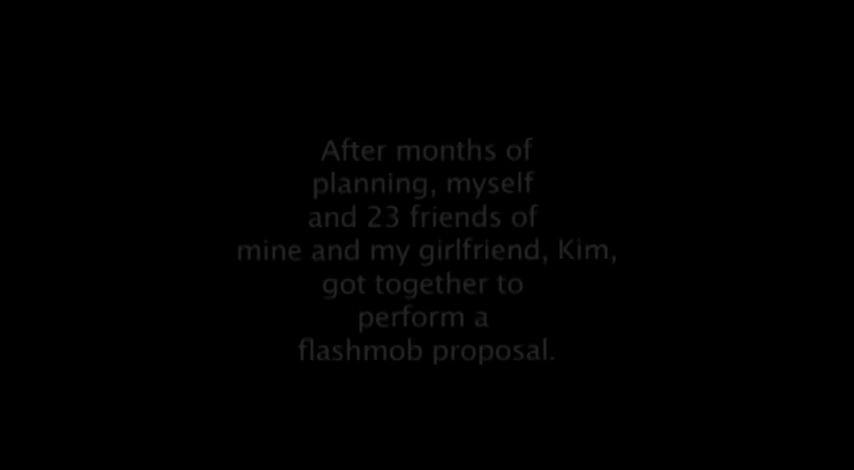 After months of
planning, myself
and 23 friends of
mine and my girlfriend, Kim,
got together to
perform a
flashmob proposal.